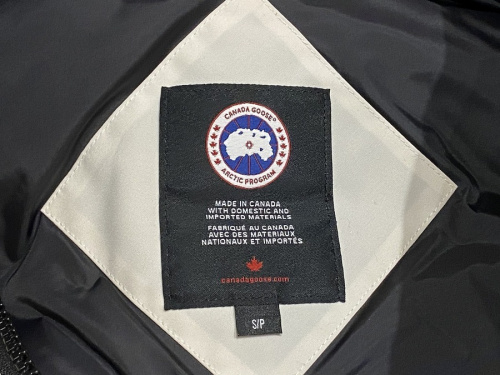 CANADA GOOSE®
ARCTIC PROGRAM
MADE IN CANADA
WITH DOMESTIC AND
IMPORTED MATERIALS
FABRIQUÉ AU CANADA
AVEC DES MATERIAUX
NATIONAUX ET IMPORTÉS
canadagoose.com
S/P